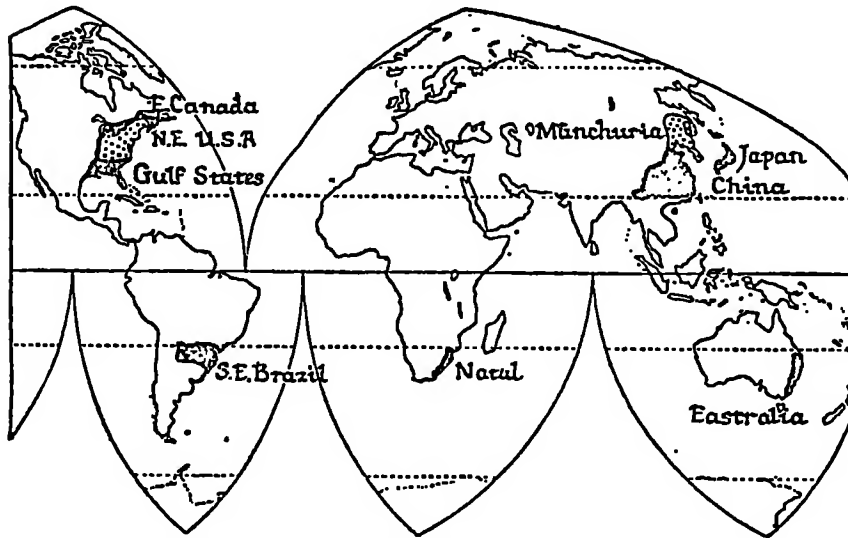 E. Canada
N.E. U.S.A
Gulf States
Manchuria
Japan
China
S.E. Brazil
Natal
Eastralia